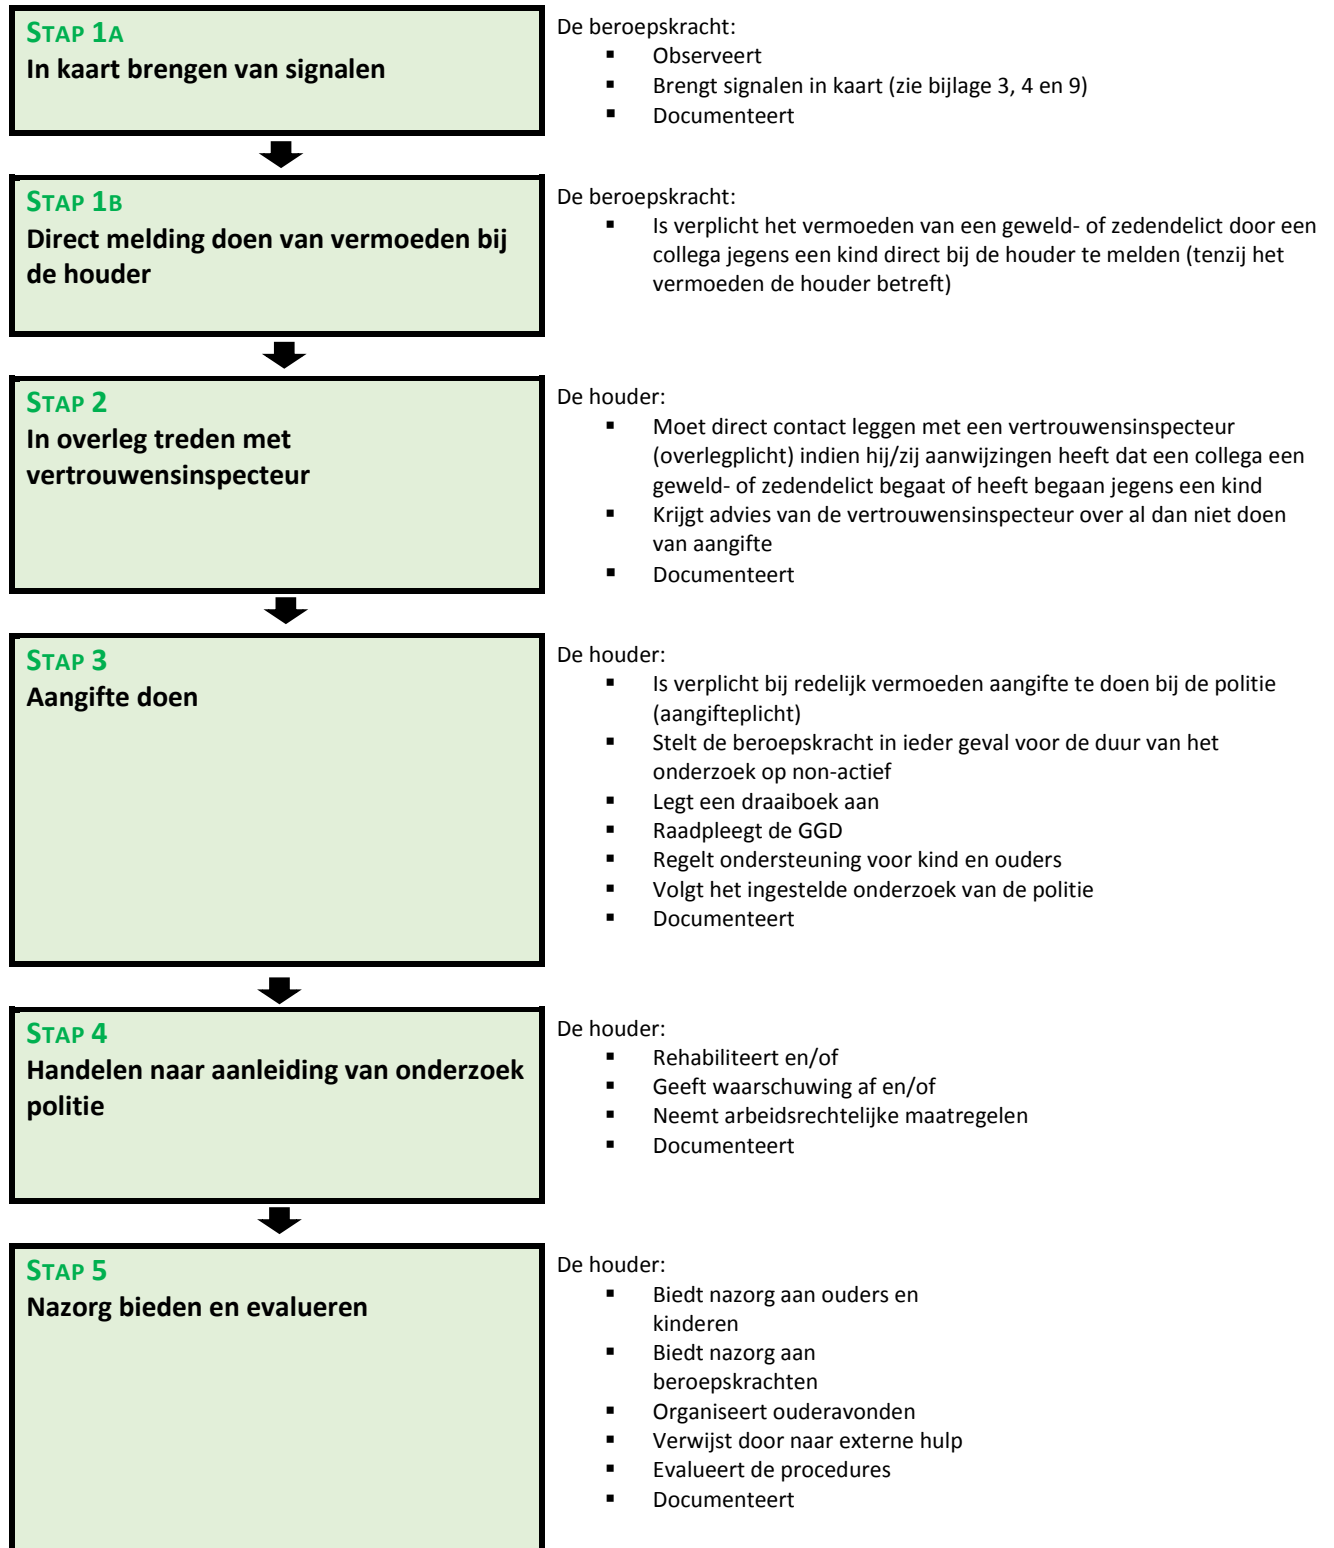 STAP 1A
In kaart brengen van signalen
De beroepskracht:
▪ Observeert
▪ Brengt signalen in kaart (zie bijlage 3, 4 en 9)
▪ Documenteert
STAP 1B
Direct melding doen van vermoeden bij
de houder
De beroepskracht:
▪ Is verplicht het vermoeden van een geweld- of zedendelict door een
collega jegens een kind direct bij de houder te melden (tenzij het
vermoeden de houder betreft)
STAP 2
In overleg treden met
vertrouwensinspecteur
De houder:
▪ Moet direct contact leggen met een vertrouwensinspecteur
(overlegplicht) indien hij/zij aanwijzingen heeft dat een collega een
geweld- of zedendelict begaat of heeft begaan jegens een kind
▪ Krijgt advies van de vertrouwensinspecteur over al dan niet doen
van aangifte
▪ Documenteert
STAP 3
Aangifte doen
De houder:
▪ Is verplicht bij redelijk vermoeden aangifte te doen bij de politie
(aangifteplicht)
▪ Stelt de beroepskracht in ieder geval voor de duur van het
onderzoek op non-actief
▪ Legt een draaiboek aan
▪ Raadpleegt de GGD
▪ Regelt ondersteuning voor kind en ouders
▪ Volgt het ingestelde onderzoek van de politie
▪ Documenteert
STAP 4
Handelen naar aanleiding van onderzoek
politie
De houder:
▪ Rehabiliteert en/of
▪ Geeft waarschuwing af en/of
▪ Neemt arbeidsrechtelijke maatregelen
▪ Documenteert
STAP 5
Nazorg bieden en evalueren
De houder:
▪ Biedt nazorg aan ouders en
kinderen
▪ Biedt nazorg aan
beroepskrachten
▪ Organiseert ouderavonden
▪ Verwijst door naar externe hulp
▪ Evalueert de procedures
▪ Documenteert